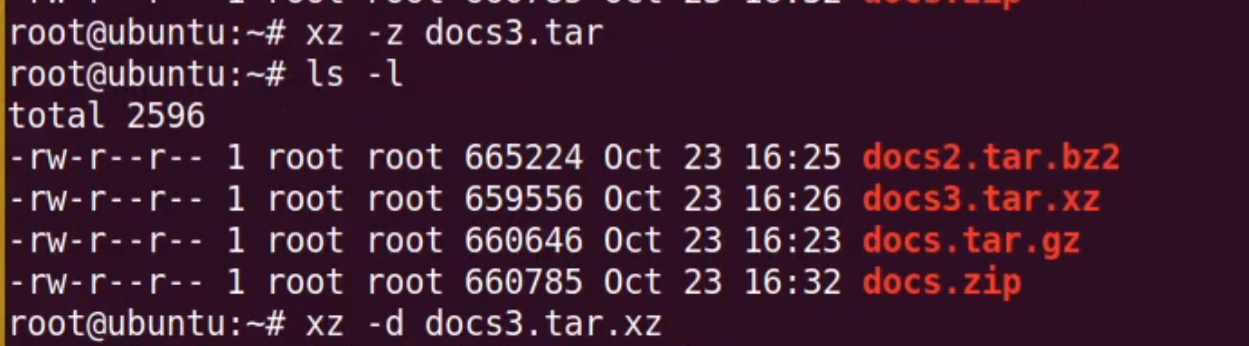 root@ubuntu:~# xz -z docs3.tar
root@ubuntu:~# ls -l
total 2596
-rw-r--r-- 1 root root 665224 Oct 23 16:25 docs2.tar.bz2
-rw-r--r-- 1 root root 659556 Oct 23 16:26 docs3.tar.xz
-rw-r--r-- 1 root root 660646 Oct 23 16:23 docs.tar.gz
-rw-r--r-- 1 root root 660785 Oct 23 16:32 docs.zip
root@ubuntu:~# xz -d docs3.tar.xz